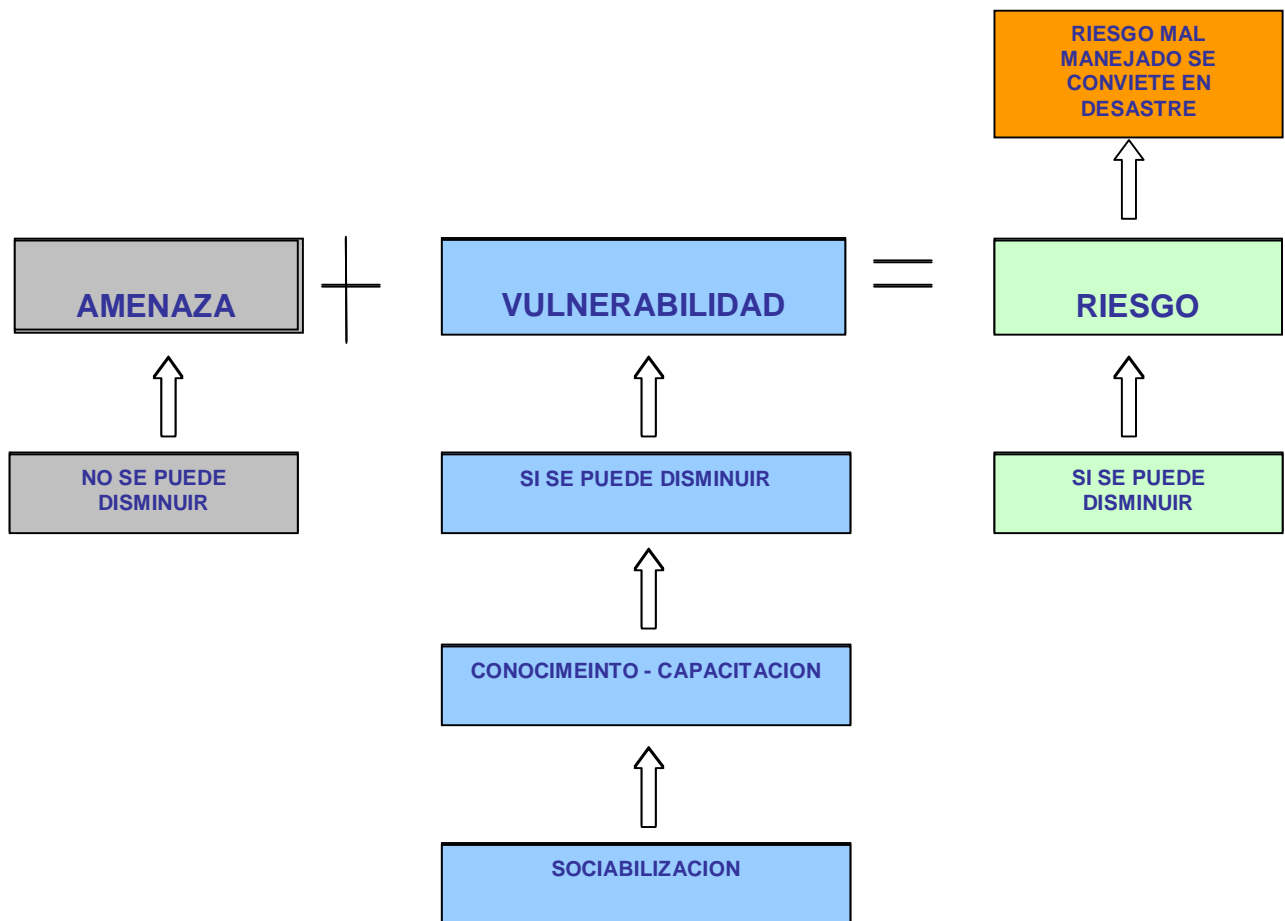 RIESGO MAL
MANEJADO SE
CONVIETE EN
DESASTRE
AMENAZA
+
VULNERABILIDAD
=
RIESGO
NO SE PUEDE
DISMINUIR
SI SE PUEDE DISMINUIR
SI SE PUEDE
DISMINUIR
CONOCIMEINTO - CAPACITACION
SOCIABILIZACION